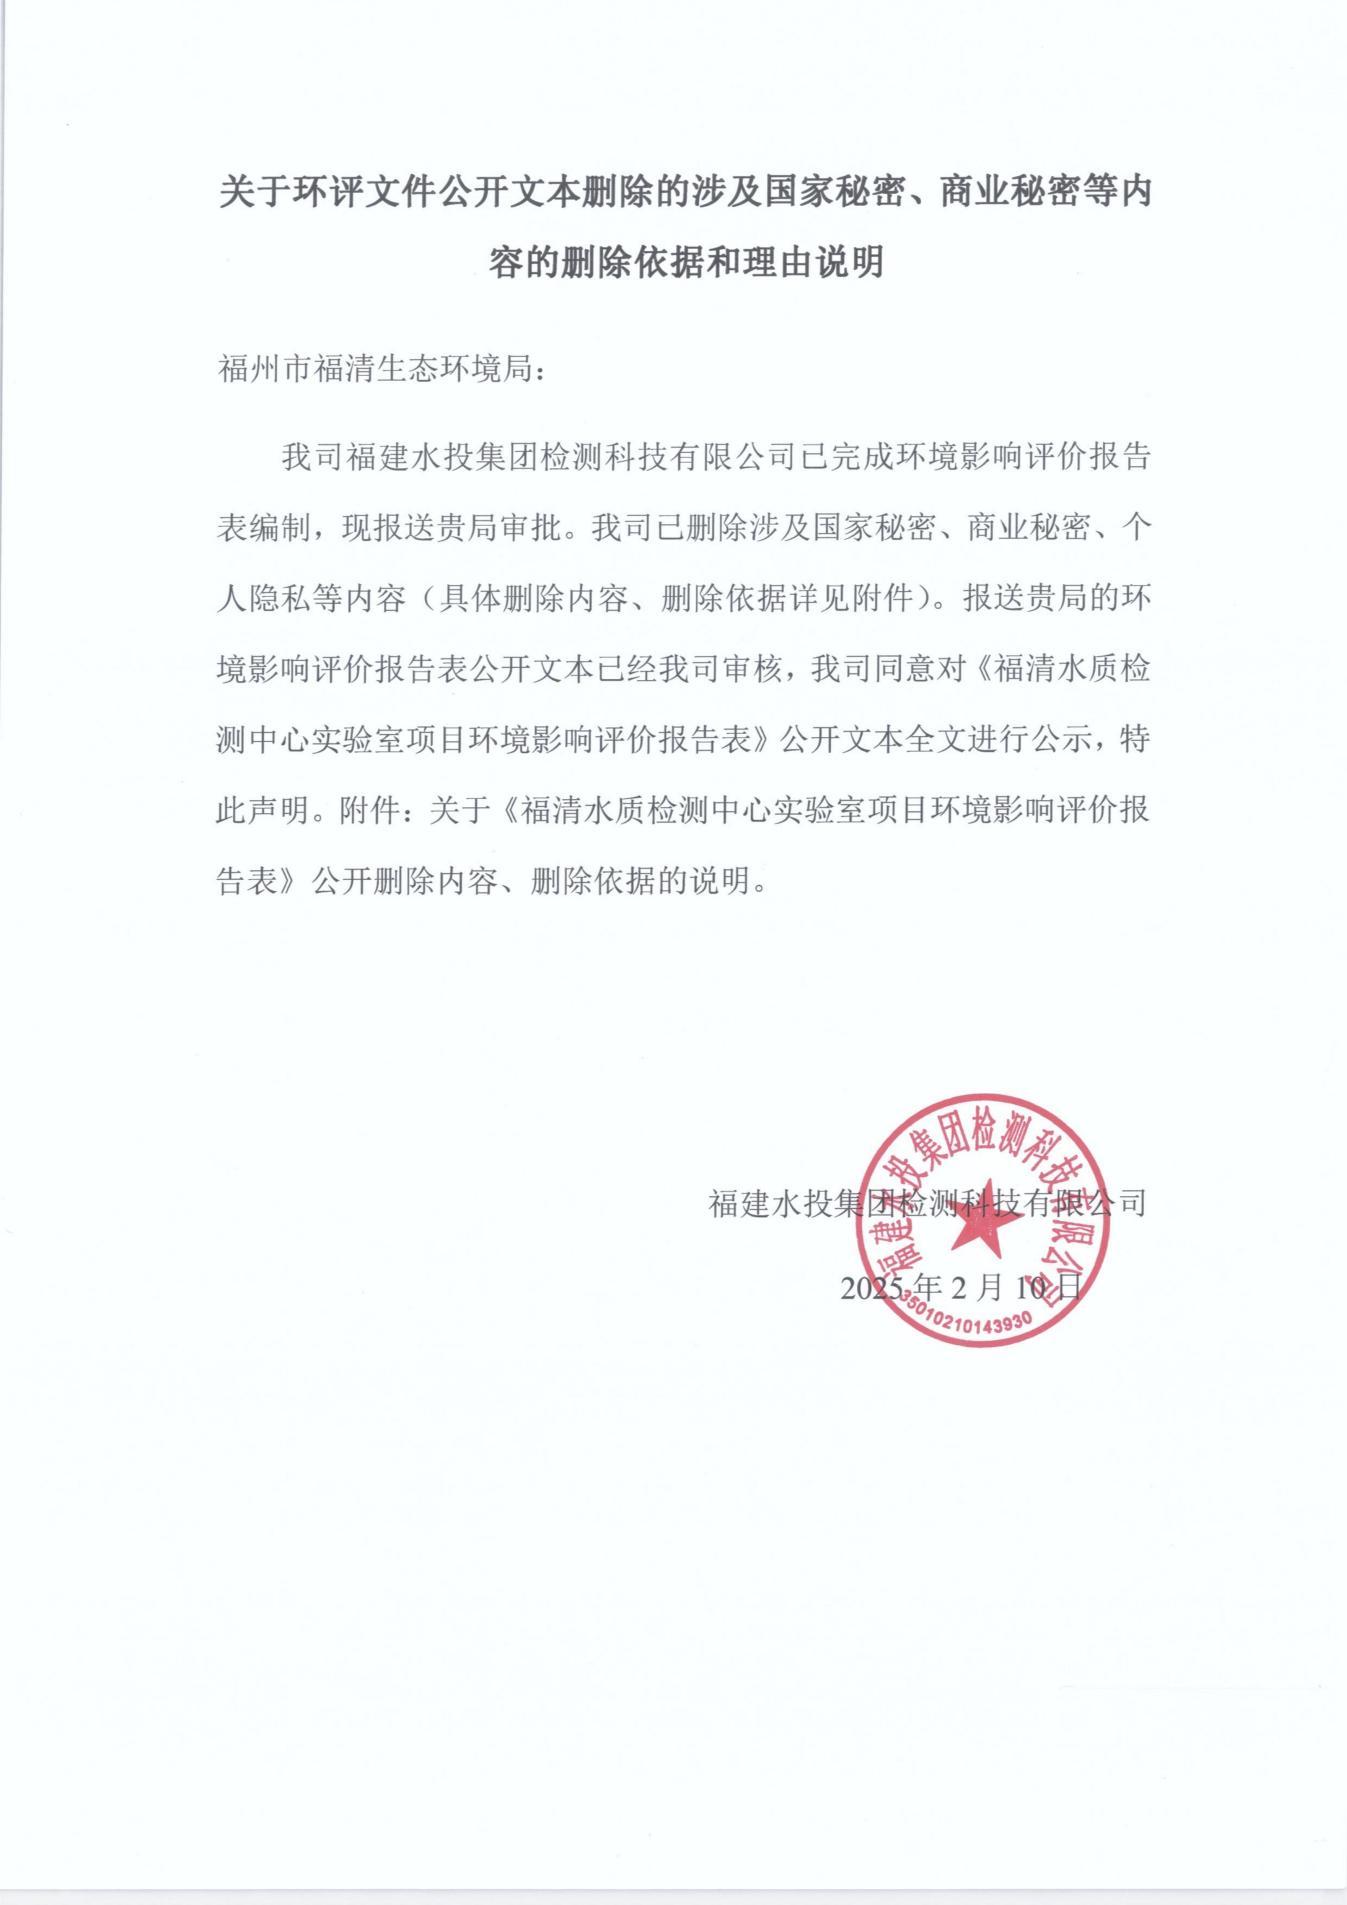 关于环评文件公开文本删除的涉及国家秘密、商业秘密等内
容的删除依据和理由说明
福州市福清生态环境局：
我司福建水投集团检测科技有限公司已完成环境影响评价报告
表编制，现报送贵局审批。我司已删除涉及国家秘密、商业秘密、个
人隐私等内容（具体删除内容、删除依据详见附件）。报送贵局的环
境影响评价报告表公开文本已经我司审核，我司同意对《福清水质检
测中心实验室项目环境影响评价报告表》公开文本全文进行公示，特
此声明。附件：关于《福清水质检测中心实验室项目环境影响评价报
告表》公开删除内容、删除依据的说明。
福建水投集团检测科技有限公司
2025 年 2 月 10 日
福建水投集团检测科技有限公司
35010210143930